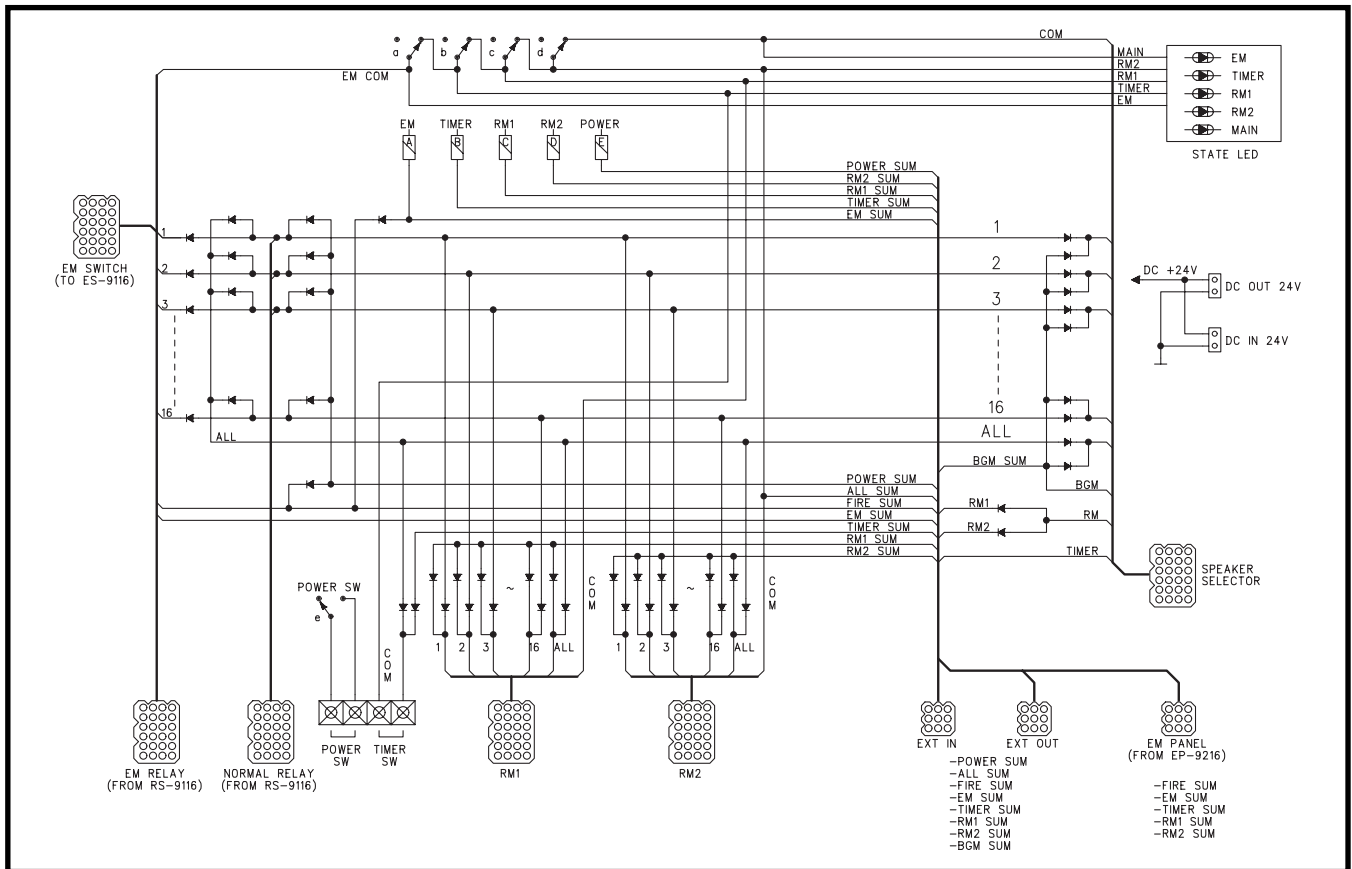 COM
a b c d
EM COM
MAIN
RM2
RM1
TIMER
EM
EM
TIMER
RM1
RM2
MAIN
STATE LED
EM TIMER RM1 RM2 POWER
A B C D E
POWER SUM
RM2 SUM
RM1 SUM
TIMER SUM
EM SUM
EM SWITCH
(TO ES-9116)
1
2
3
16
ALL
1
2
3
16
ALL
DC +24V
DC OUT 24V
DC IN 24V
BGM SUM
BGM
POWER SUM
ALL SUM
FIRE SUM
EM SUM
TIMER SUM
RM1 SUM
RM2 SUM
RM1
RM2
RM
TIMER
SPEAKER
SELECTOR
POWER SW
e
COM
1 2 3 ~ 16 ALL
COM
1 2 3 ~ 16 ALL
COM
EM RELAY
(FROM RS-9116)
NORMAL RELAY
(FROM RS-9116)
POWER
SW
TIMER
SW
RM1
RM2
EXT IN
EXT OUT
EM PANEL
(FROM EP-9216)
-POWER SUM
-ALL SUM
-FIRE SUM
-EM SUM
-TIMER SUM
-RM1 SUM
-RM2 SUM
-BGM SUM
-FIRE SUM
-EM SUM
-TIMER SUM
-RM1 SUM
-RM2 SUM